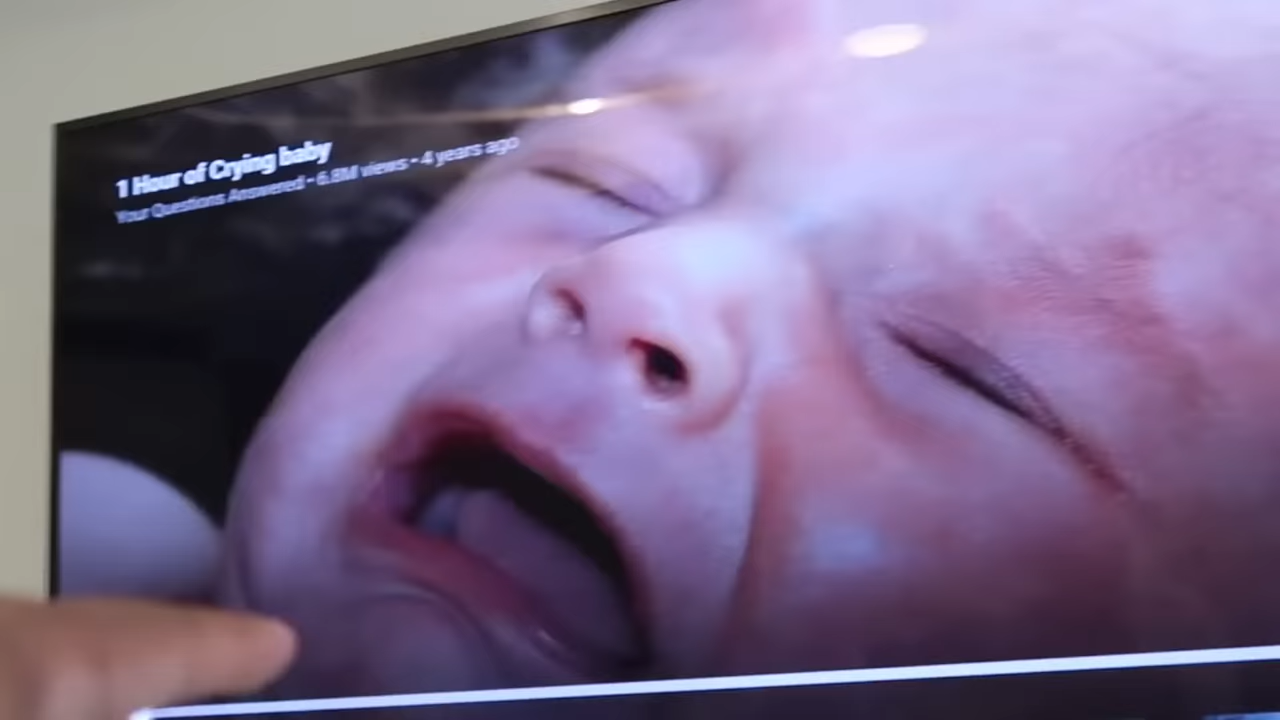 1 Hour of Crying baby
Your Questions Answered • 6.8M views • 4 years ago